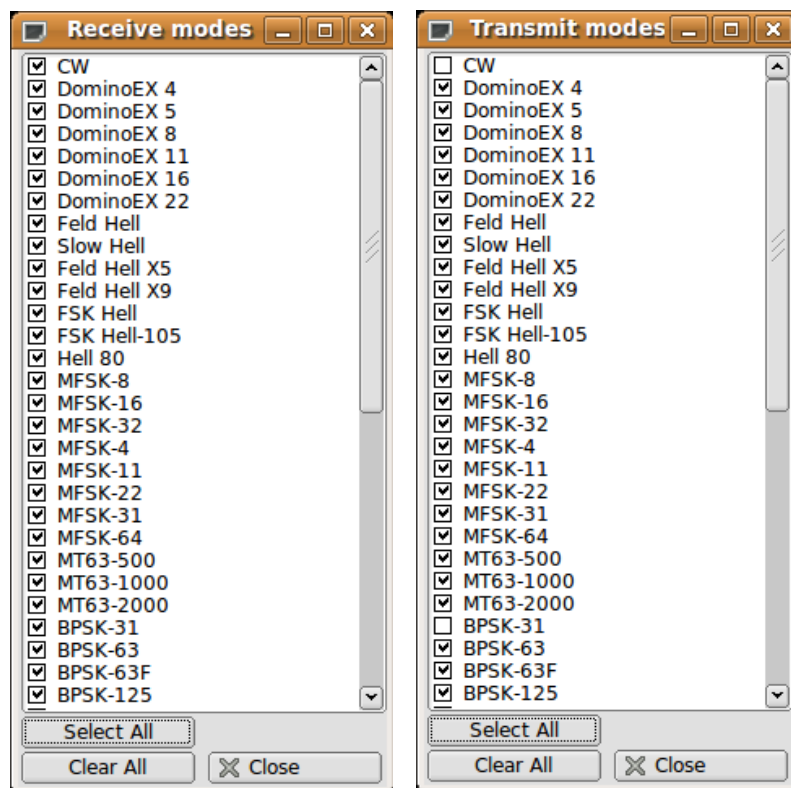 Receive modes
CW
DominoEX 4
DominoEX 5
DominoEX 8
DominoEX 11
DominoEX 16
DominoEX 22
Feld Hell
Slow Hell
Feld Hell X5
Feld Hell X9
FSK Hell
FSK Hell-105
Hell 80
MFSK-8
MFSK-16
MFSK-32
MFSK-4
MFSK-11
MFSK-22
MFSK-31
MFSK-64
MT63-500
MT63-1000
MT63-2000
BPSK-31
BPSK-63
BPSK-63F
BPSK-125
Select All
Clear All
Close
Transmit modes
CW
DominoEX 4
DominoEX 5
DominoEX 8
DominoEX 11
DominoEX 16
DominoEX 22
Feld Hell
Slow Hell
Feld Hell X5
Feld Hell X9
FSK Hell
FSK Hell-105
Hell 80
MFSK-8
MFSK-16
MFSK-32
MFSK-4
MFSK-11
MFSK-22
MFSK-31
MFSK-64
MT63-500
MT63-1000
MT63-2000
BPSK-31
BPSK-63
BPSK-63F
BPSK-125
Select All
Clear All
Close